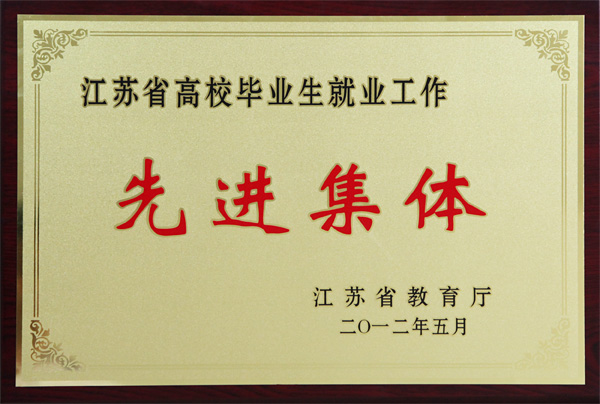 江苏省高校毕业生就业工作
先进集体
江苏省教育厅
二〇一二年五月